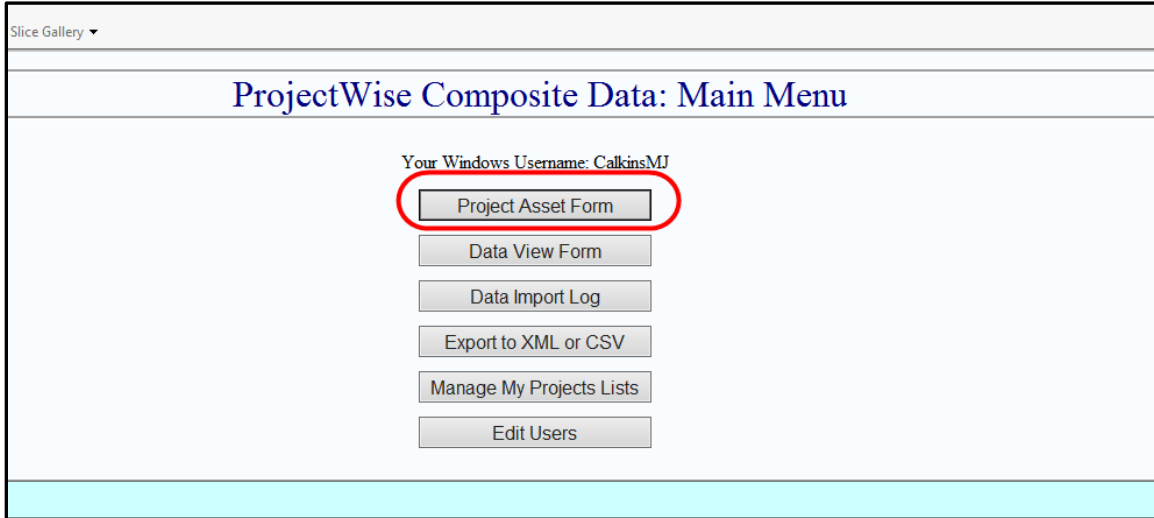 Slice Gallery
ProjectWise Composite Data: Main Menu
Your Windows Username: CalkinsMJ
Project Asset Form
Data View Form
Data Import Log
Export to XML or CSV
Manage My Projects Lists
Edit Users